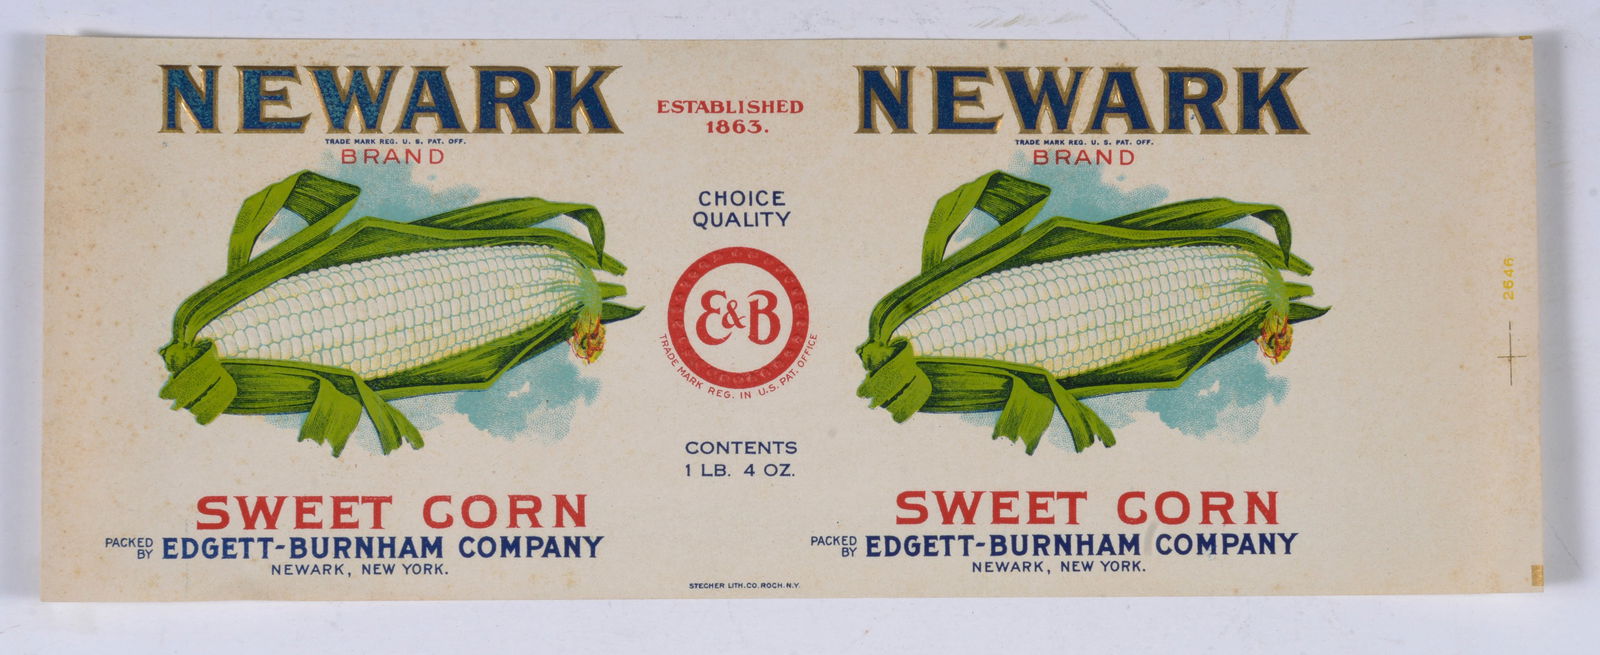 NEWARK
TRADE MARK REG. U. S. PAT. OFF.
BRAND
SWEET CORN
PACKED BY EDGETT-BURNHAM COMPANY
NEWARK, NEW YORK.
ESTABLISHED
1863.
CHOICE
QUALITY
E&B
TRADE MARK REG. IN U.S. PAT. OFFICE
CONTENTS
1 LB. 4 OZ.
STECHER LITH. CO. ROCH. N.Y.
NEWARK
TRADE MARK REG. U. S. PAT. OFF.
BRAND
SWEET CORN
PACKED BY EDGETT-BURNHAM COMPANY
NEWARK, NEW YORK.
2646